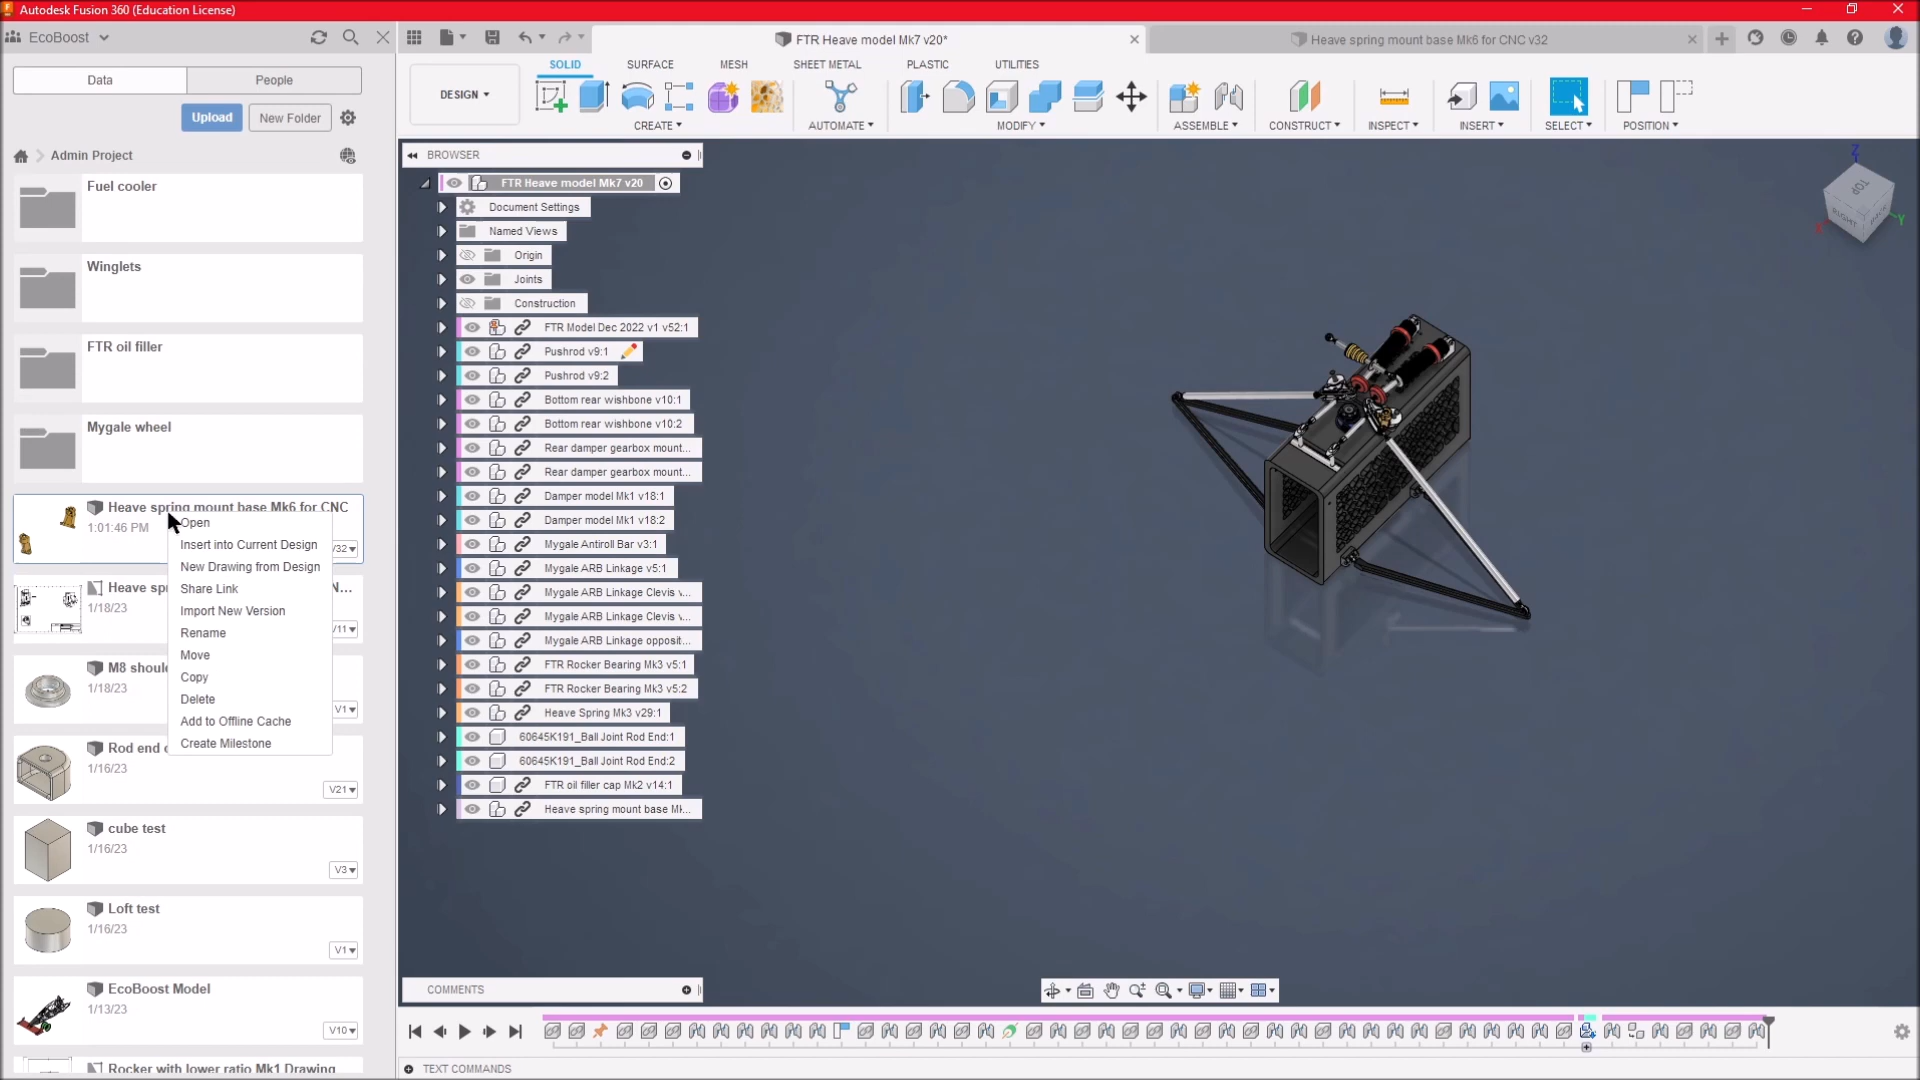 Autodesk Fusion 360 (Education License)
EcoBoost
FTR Heave model Mk7 v20*
Heave spring mount base Mk6 for CNC v32
Data
People
Upload
New Folder
Admin Project
DESIGN
SOLID
SURFACE
MESH
SHEET METAL
PLASTIC
UTILITIES
CREATE
AUTOMATE
MODIFY
ASSEMBLE
CONSTRUCT
INSPECT
INSERT
SELECT
POSITION
Fuel cooler
Winglets
FTR oil filler
Mygale wheel
Heave spring mount base Mk6 for CNC
1:01:46 PM
V32
Heave spr
N...
1/18/23
V11
M8 shoul
1/18/23
V1
Rod end
1/16/23
V21
cube test
1/16/23
V3
Loft test
1/16/23
V1
EcoBoost Model
1/13/23
V10
Rocker with lower ratio Mk1 Drawing
Open
Insert into Current Design
New Drawing from Design
Share Link
Import New Version
Rename
Move
Copy
Delete
Add to Offline Cache
Create Milestone
BROWSER
FTR Heave model Mk7 v20
Document Settings
Named Views
Origin
Joints
Construction
FTR Model Dec 2022 v1 v52:1
Pushrod v9:1
Pushrod v9:2
Bottom rear wishbone v10:1
Bottom rear wishbone v10:2
Rear damper gearbox mount...
Rear damper gearbox mount...
Damper model Mk1 v18:1
Damper model Mk1 v18:2
Mygale Antiroll Bar v3:1
Mygale ARB Linkage v5:1
Mygale ARB Linkage Clevis v...
Mygale ARB Linkage Clevis v...
Mygale ARB Linkage opposit...
FTR Rocker Bearing Mk3 v5:1
FTR Rocker Bearing Mk3 v5:2
Heave Spring Mk3 v29:1
60645K191_Ball Joint Rod End:1
60645K191_Ball Joint Rod End:2
FTR oil filler cap Mk2 v14:1
Heave spring mount base Mk...
Z
TOP
RIGHT
BACK
X
Y
COMMENTS
TEXT COMMANDS